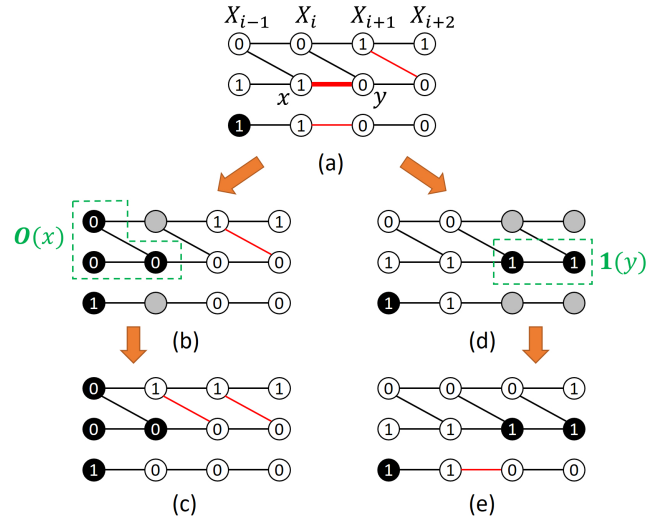 X_{i−1} X_i X_{i+1} X_{i+2}
0 0 1 1
1 1 0 0
x y
1 1 0 0
(a)
0 1 1
O(x)
0 0 0 0
1 0 0
(b)
0 0
1 1 1 1
1(y)
1 1
(d)
0 1 1 1
0 0 0 0
1 0 0 0
(c)
0 0 0 1
1 1 1 1
1 1 0 0
(e)